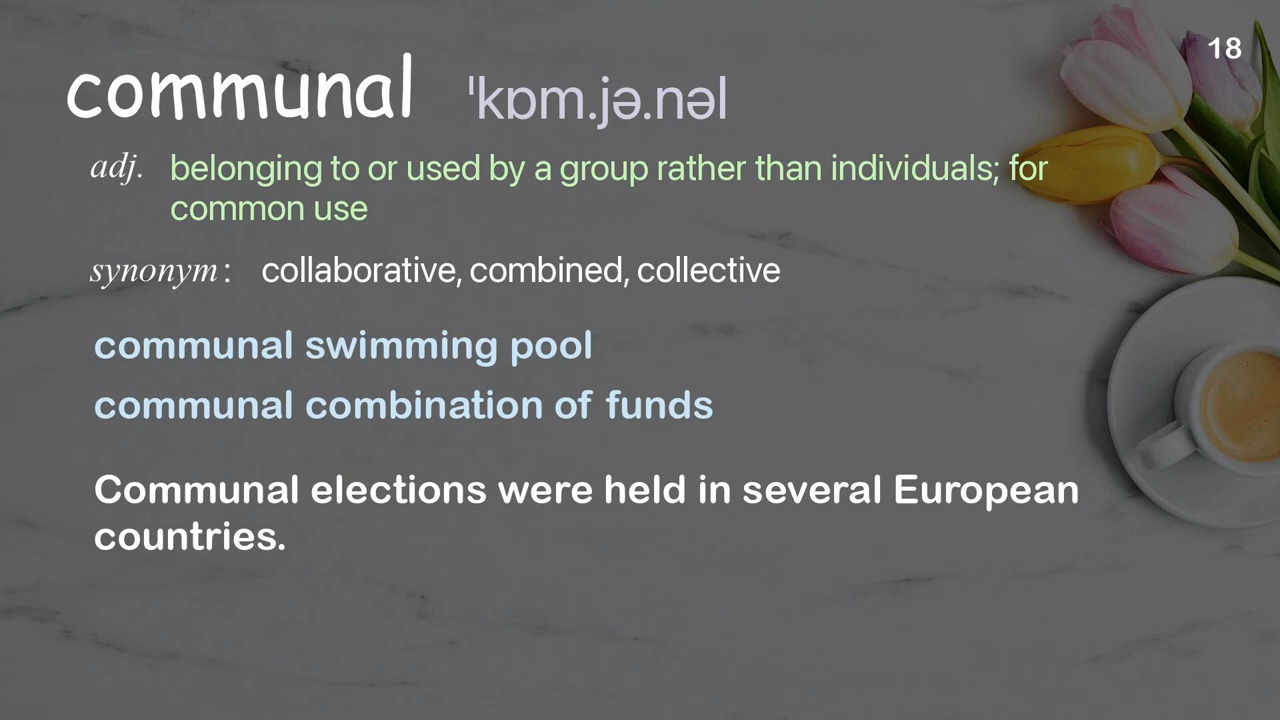 18
communal ˈkɒm.jə.nəl
adj. belonging to or used by a group rather than individuals; for
common use
synonym: collaborative, combined, collective
communal swimming pool
communal combination of funds
Communal elections were held in several European
countries.